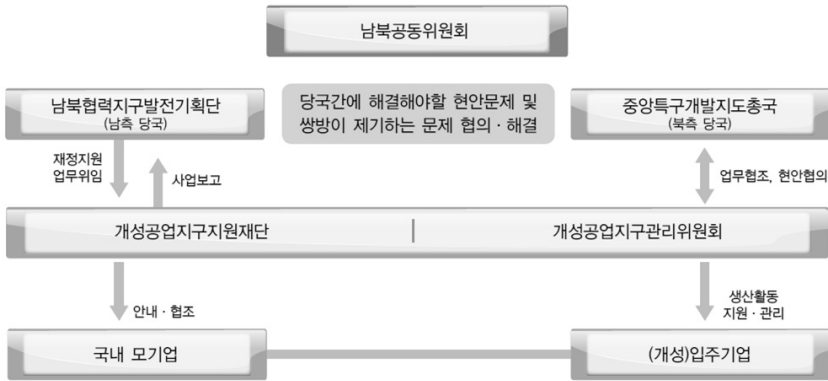 남북공동위원회
남북협력지구발전기획단
(남측 당국)
당국간에 해결해야할 현안문제 및
쌍방이 제기하는 문제 협의 · 해결
중앙특구개발지도총국
(북측 당국)
재정지원
업무위임
사업보고
업무협조, 현안협의
개성공업지구지원재단
개성공업지구관리위원회
안내 · 협조
생산활동
지원 · 관리
국내 모기업
(개성)입주기업